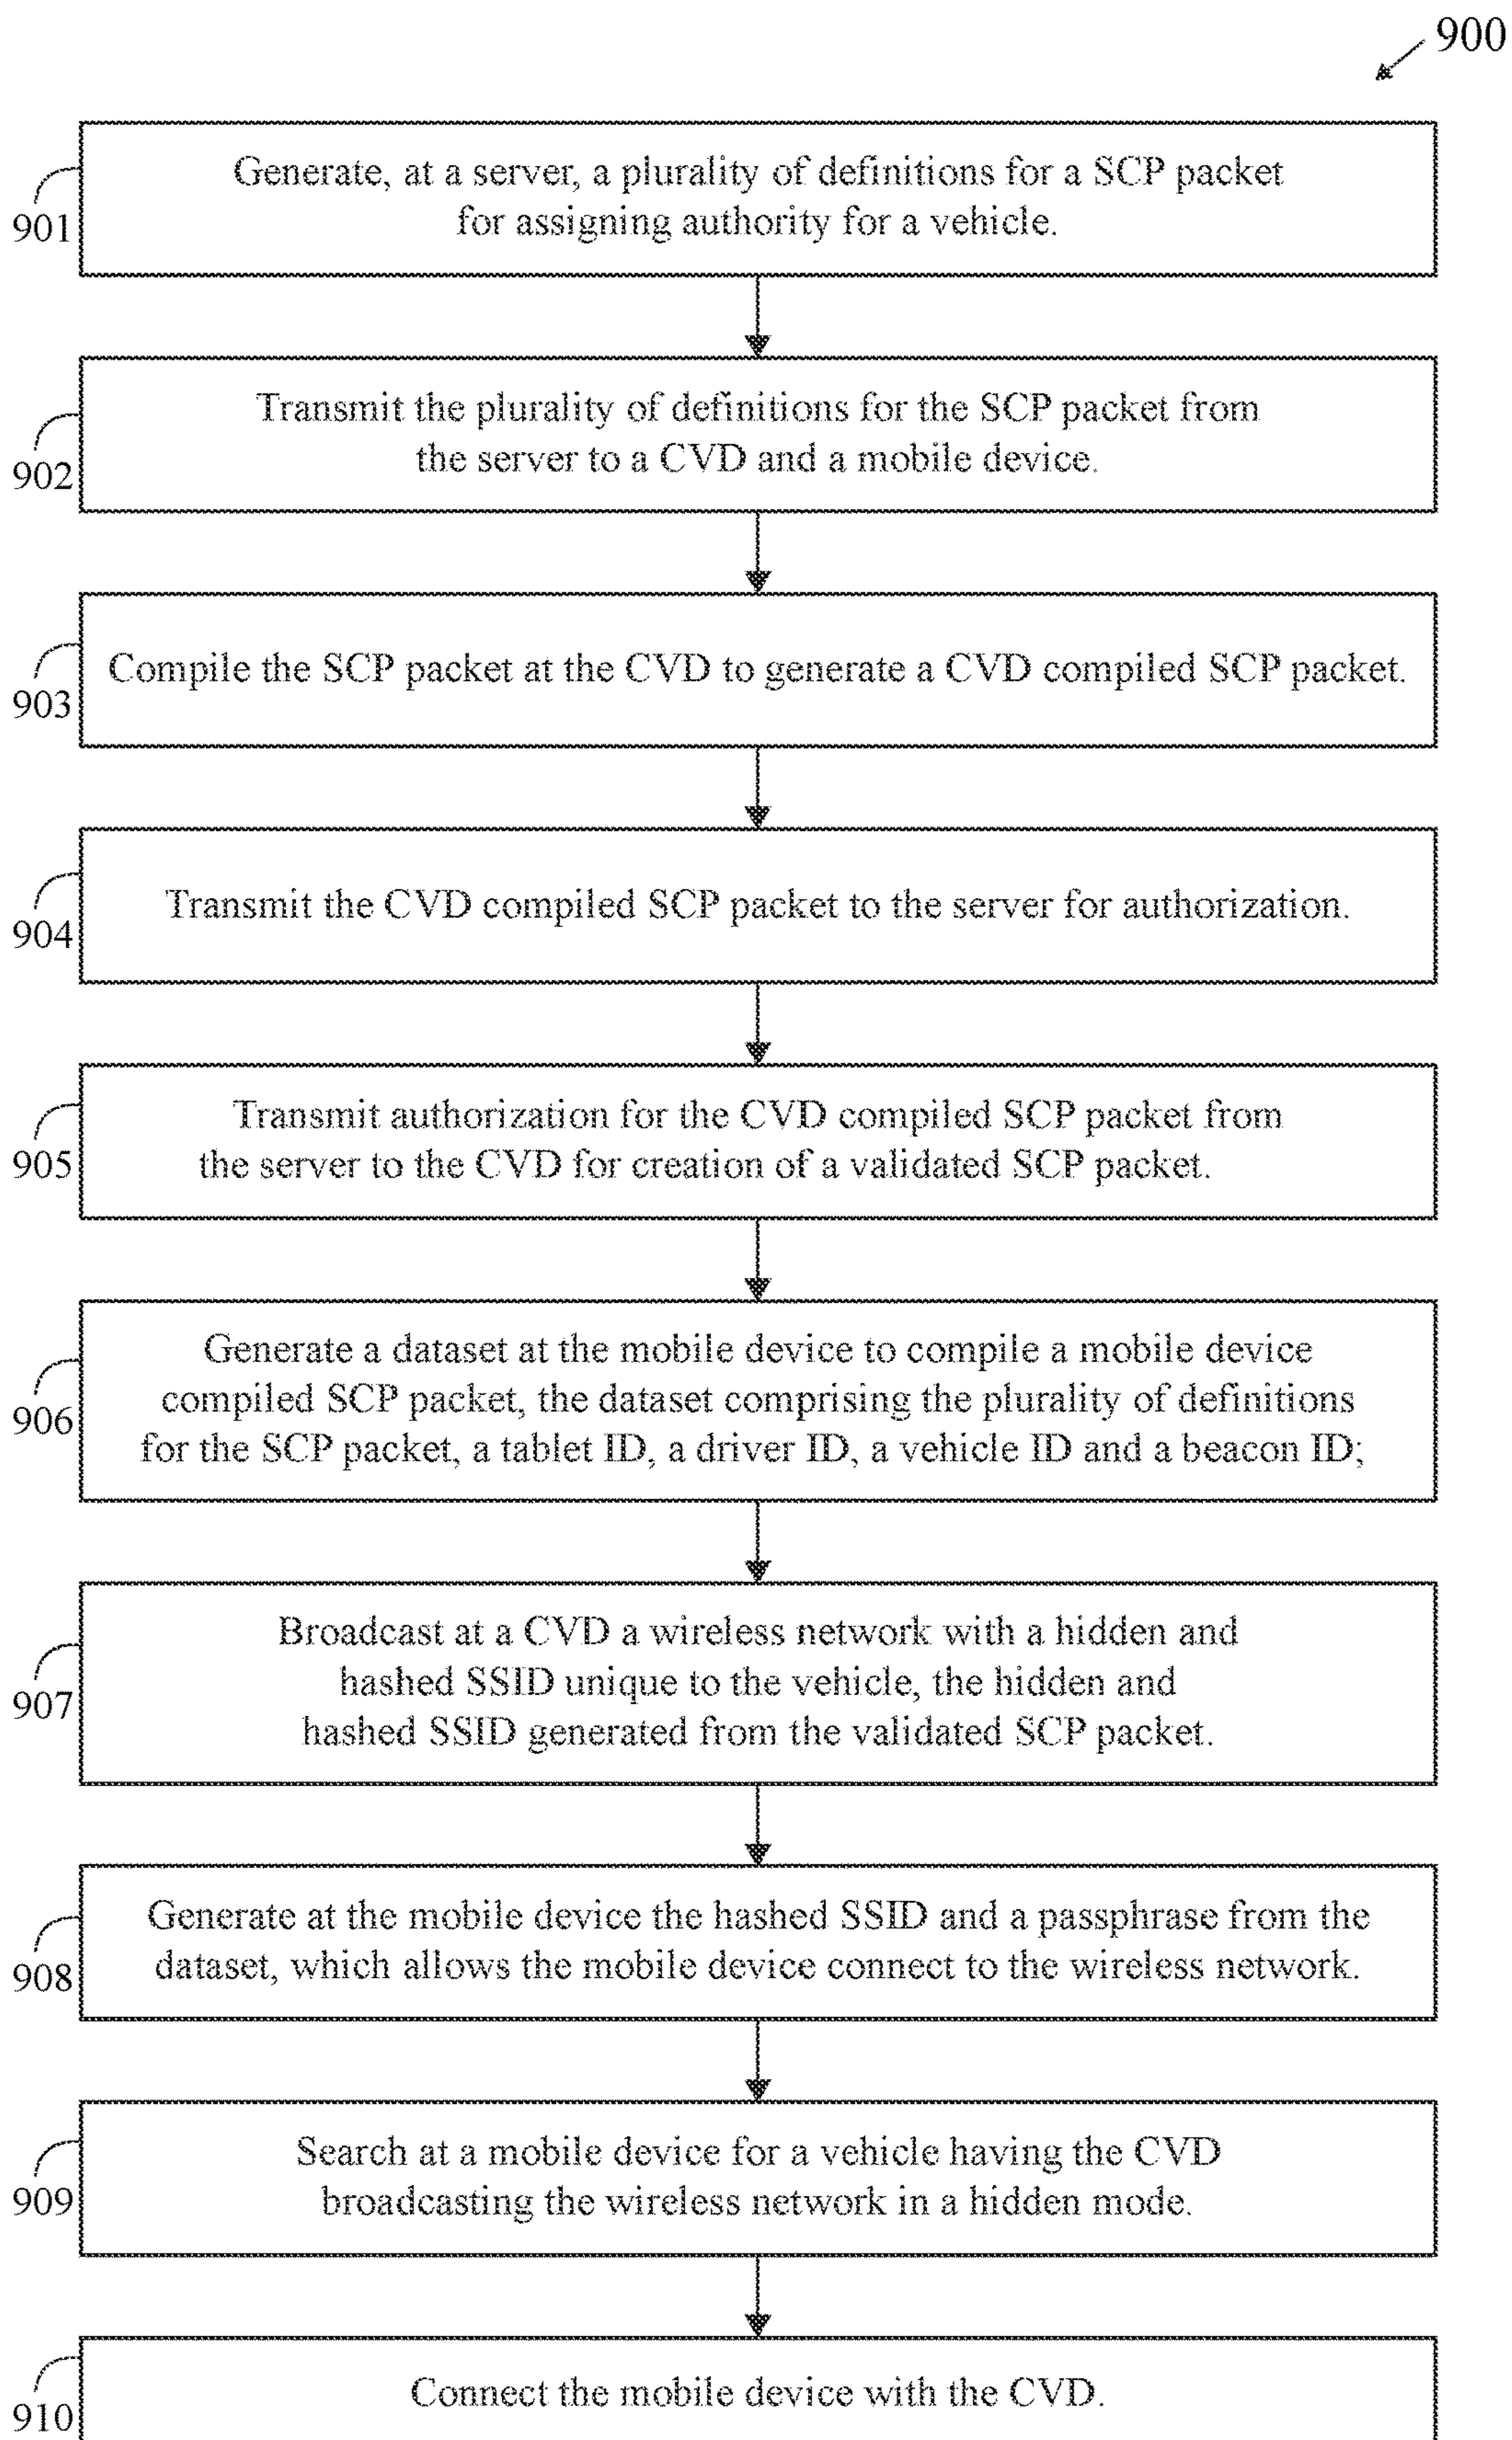 900
Generate, at a server, a plurality of definitions for a SCP packet
for assigning authority for a vehicle.
901
Transmit the plurality of definitions for the SCP packet from
the server to a CVD and a mobile device.
902
Compile the SCP packet at the CVD to generate a CVD compiled SCP packet.
903
Transmit the CVD compiled SCP packet to the server for authorization.
904
Transmit authorization for the CVD compiled SCP packet from
the server to the CVD for creation of a validated SCP packet.
905
Generate a dataset at the mobile device to compile a mobile device
compiled SCP packet, the dataset comprising the plurality of definitions
for the SCP packet, a tablet ID, a driver ID, a vehicle ID and a beacon ID;
906
Broadcast at a CVD a wireless network with a hidden and
hashed SSID unique to the vehicle, the hidden and
hashed SSID generated from the validated SCP packet.
907
Generate at the mobile device the hashed SSID and a passphrase from the
dataset, which allows the mobile device connect to the wireless network.
908
Search at a mobile device for a vehicle having the CVD
broadcasting the wireless network in a hidden mode.
909
Connect the mobile device with the CVD.
910